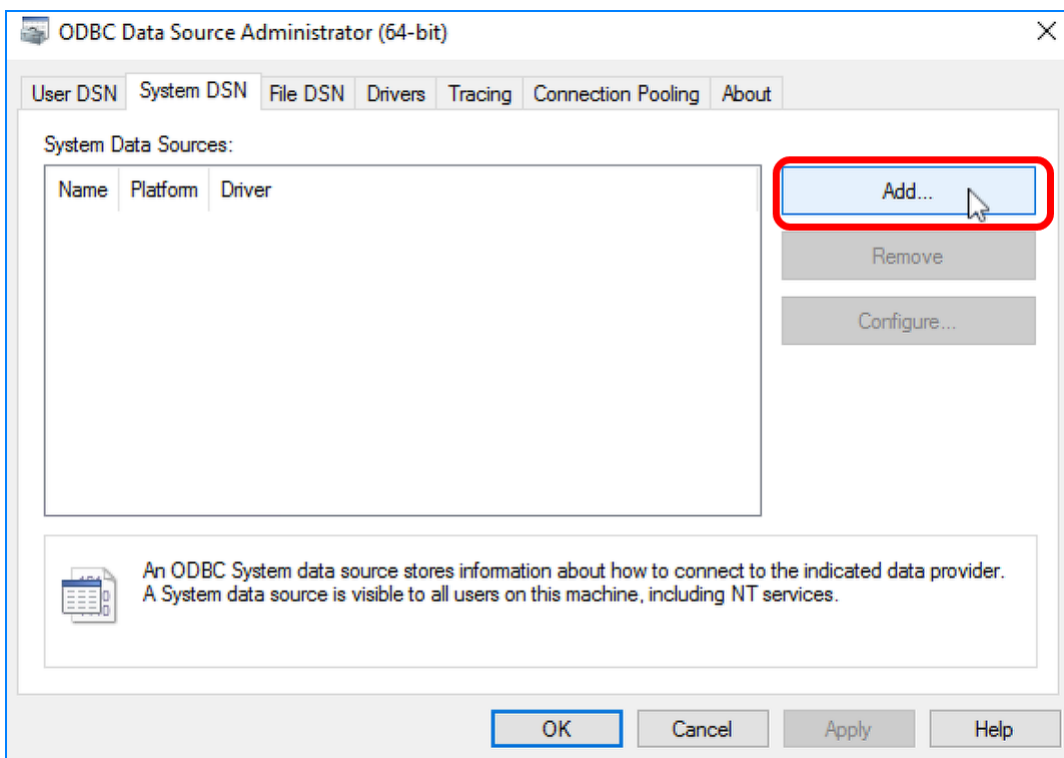 ODBC Data Source Administrator (64-bit)
User DSN System DSN File DSN Drivers Tracing Connection Pooling About
System Data Sources:
Name Platform Driver
Add...
Remove
Configure...
An ODBC System data source stores information about how to connect to the indicated data provider.
A System data source is visible to all users on this machine, including NT services.
OK Cancel Apply Help